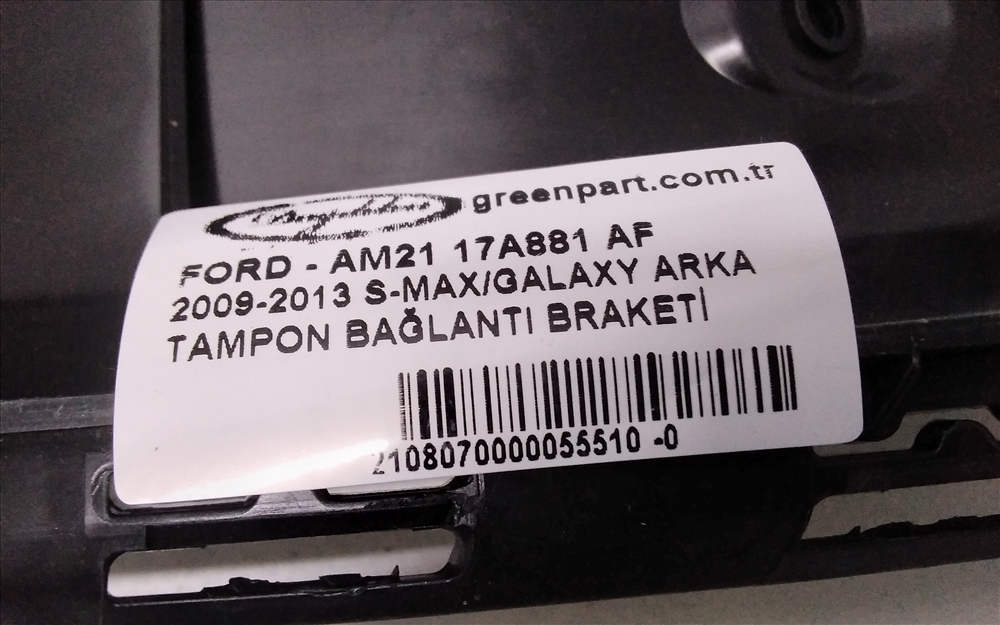 greenpart.com.tr
FORD - AM21 17A881 AF
2009-2013 S-MAX/GALAXY ARKA
TAMPON BAĞLANTI BRAKETİ
2108070000055510 -0